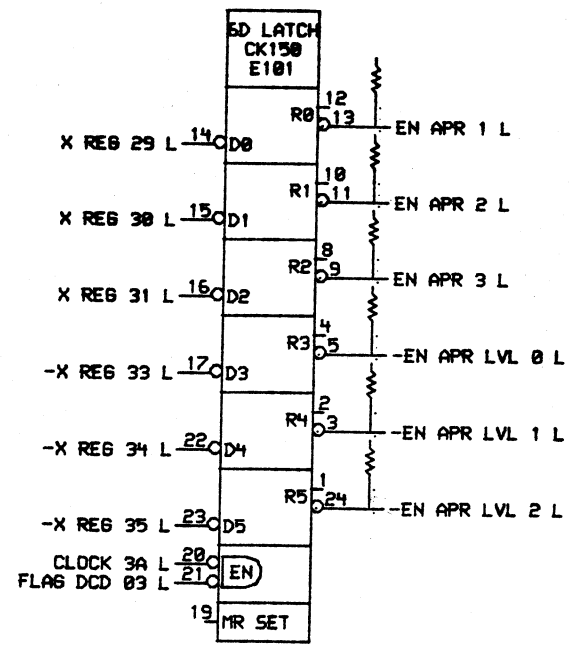 6D LATCH
CK150
E101
12
R0 13 EN APR 1 L
X REG 29 L 14 D0
10
R1 11 EN APR 2 L
X REG 30 L 15 D1
8
R2 9 EN APR 3 L
X REG 31 L 16 D2
4
R3 5 -EN APR LVL 0 L
-X REG 33 L 17 D3
2
R4 3 -EN APR LVL 1 L
-X REG 34 L 22 D4
1
R5 24 -EN APR LVL 2 L
-X REG 35 L 23 D5
CLOCK 3A L 20
EN
FLAG DCD 03 L 21
19 MR SET